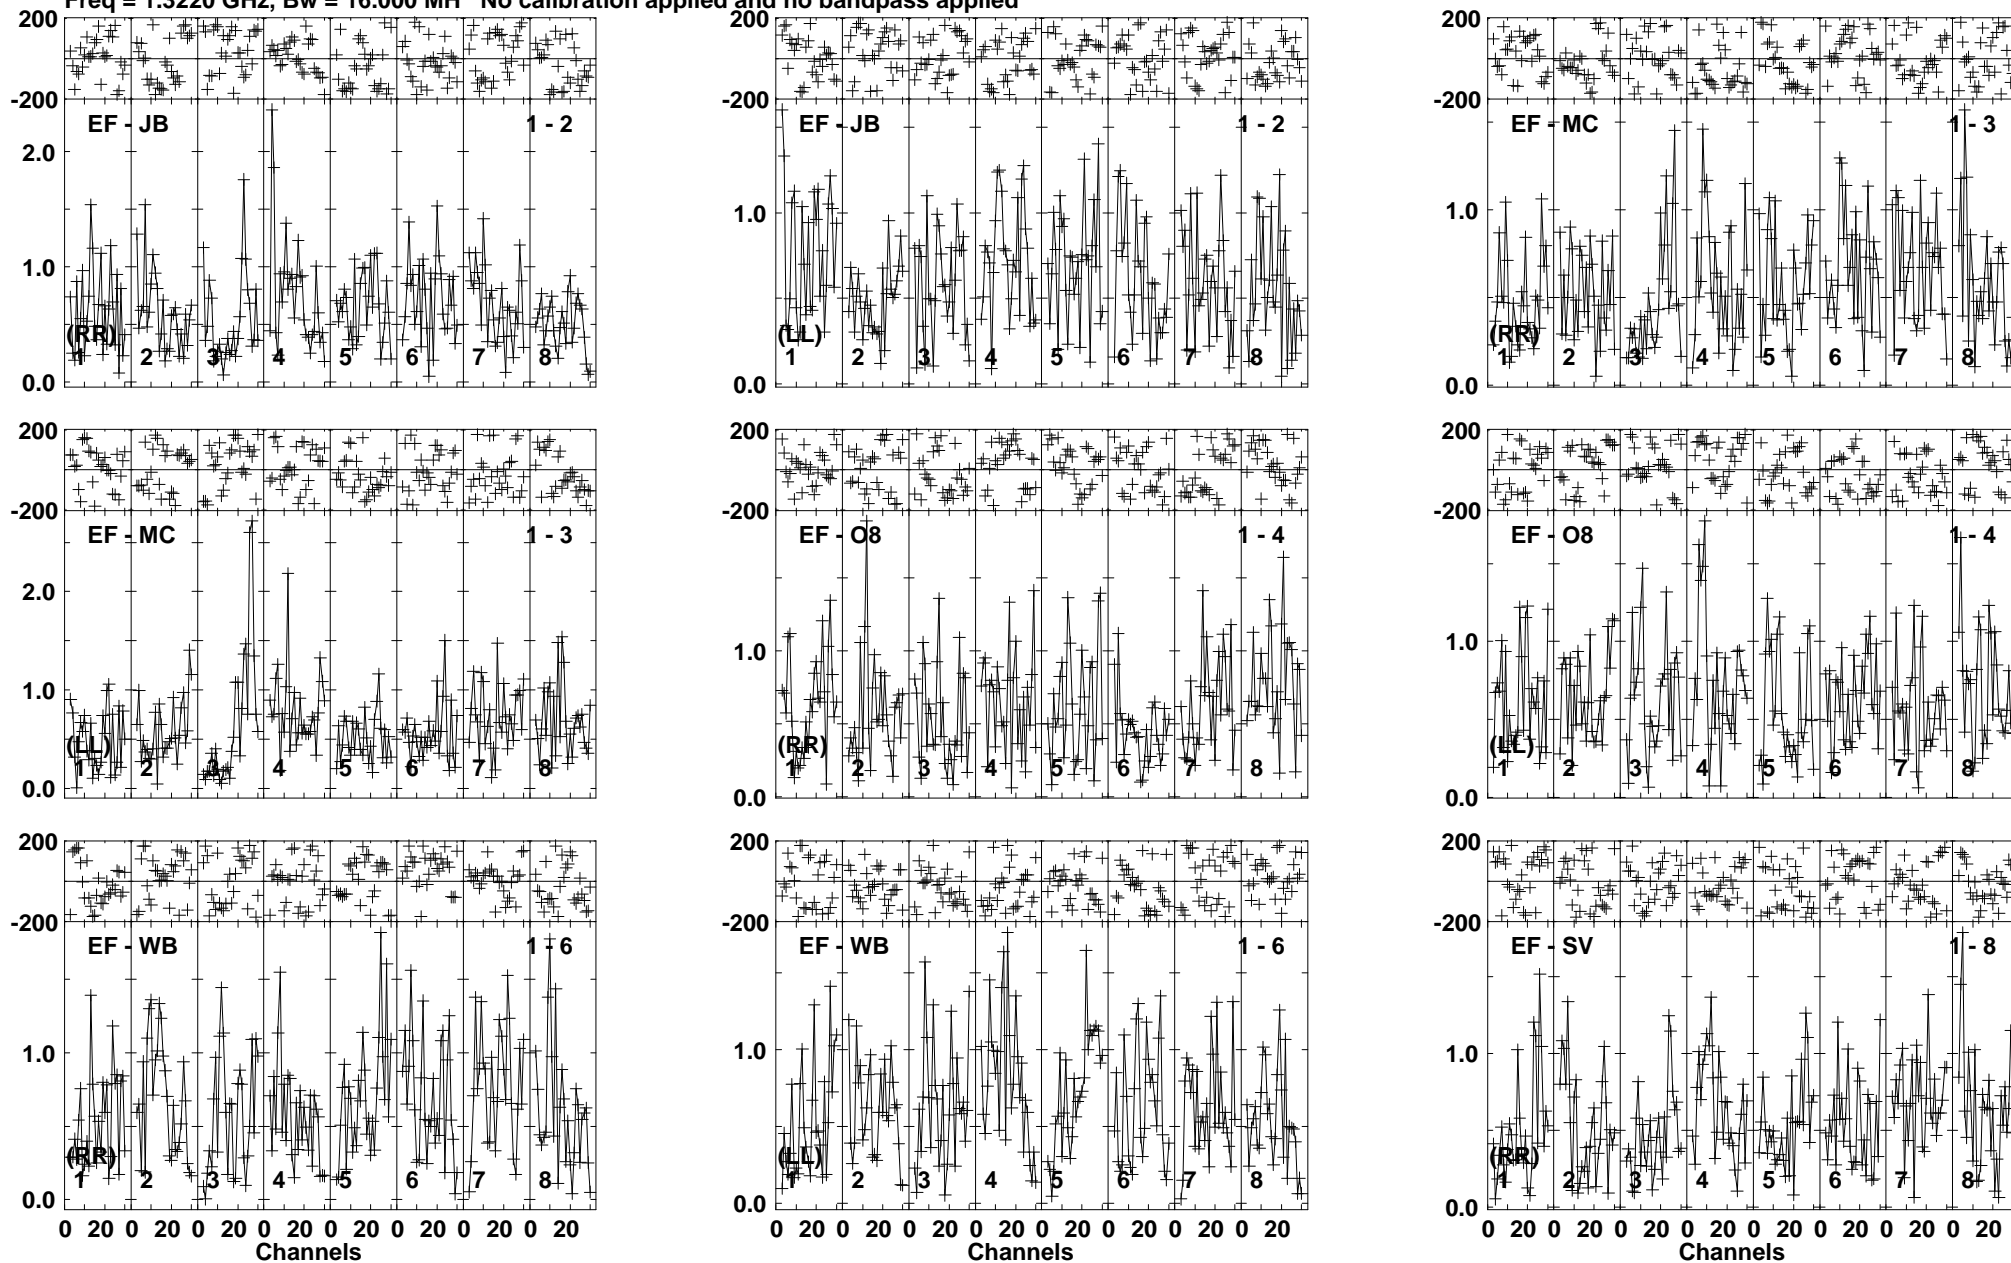 Freq = 1.3220 GHz, Bw = 16.000 MH No calibration applied and no bandpass applied
200 200 200
-200 -200 -200
EF - JB 1 - 2 EF - JB 1 - 2 EF - MC 1 - 3
2.0
1.0 1.0 1.0
(RR) (LL) (RR)
1 2 3 4 5 6 7 8 1 2 3 4 5 6 7 8 1 2 3 4 5 6 7 8
0.0 0.0 0.0
200 200 200
-200 -200 -200
EF - MC 1 - 3 EF - O8 1 - 4 EF - O8 1 - 4
2.0
1.0 1.0 1.0
(LL) (RR) (LL)
1 2 3 4 5 6 7 8 1 2 3 4 5 6 7 8 1 2 3 4 5 6 7 8
0.0 0.0 0.0
200 200 200
-200 -200 -200
EF - WB 1 - 6 EF - WB 1 - 6 EF - SV 1 - 8
1.0 1.0 1.0
(RR) (LL) (RR)
1 2 3 4 5 6 7 8 1 2 3 4 5 6 7 8 1 2 3 4 5 6 7 8
0.0 0.0 0.0
0 20 0 20 0 20 0 20 0 20 0 20 0 20 0 20 0 20 0 20 0 20 0 20 0 20 0 20 0 20 0 20 0 20 0 20 0 20 0 20 0 20 0 20 0 20 0 20
Channels Channels Channels